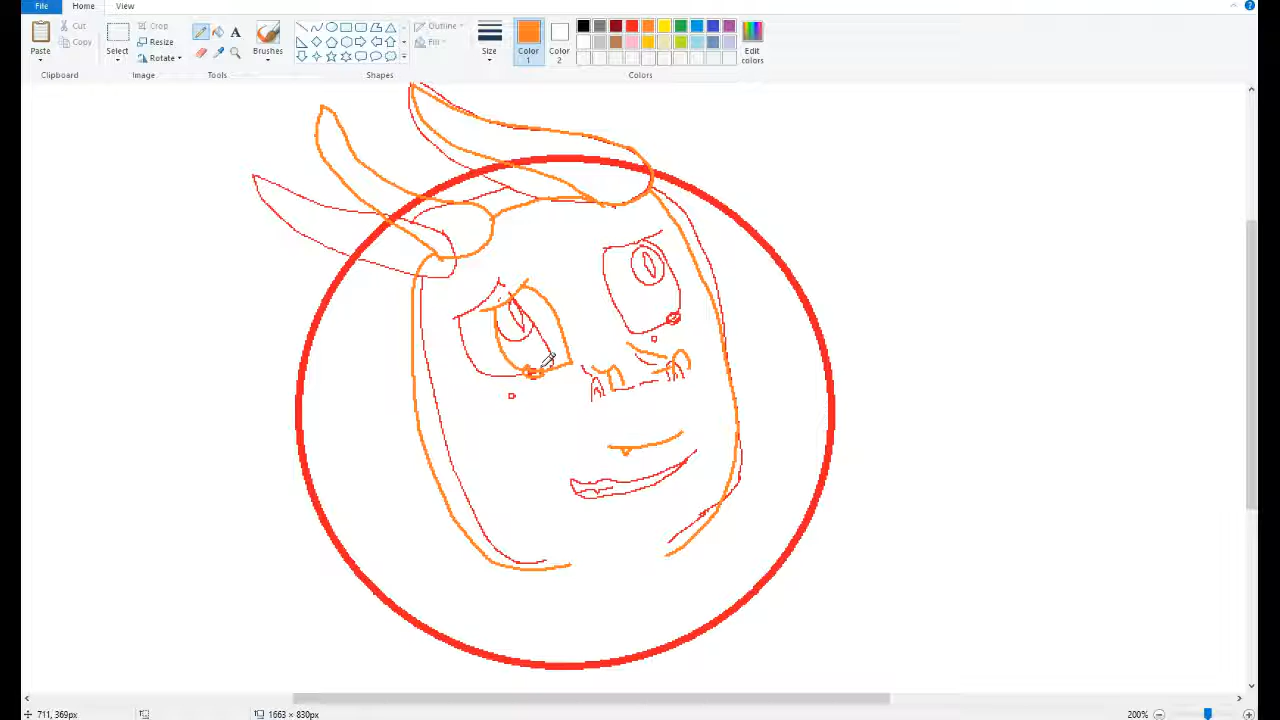 File Home View
Cut Crop Outline
Paste Copy Select Resize A Brushes Fill Size Color Color Edit
Rotate 1 2 colors
Clipboard Image Tools Shapes Colors
711, 369px 1663 × 830px 200%